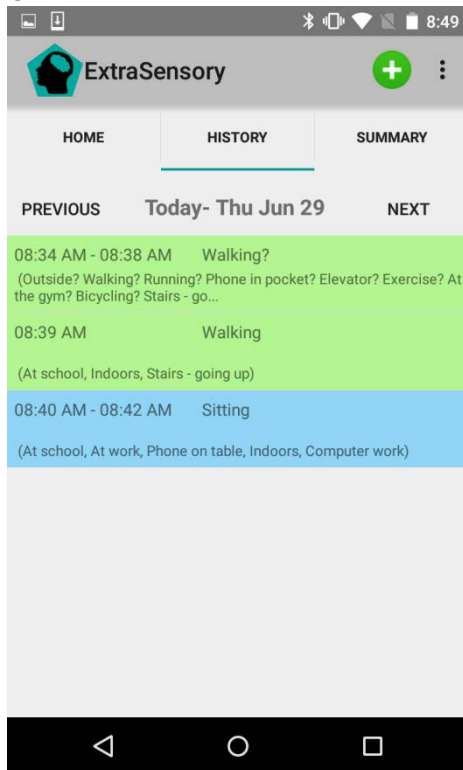 8:49
ExtraSensory
HOME HISTORY SUMMARY
PREVIOUS Today- Thu Jun 29 NEXT
08:34 AM - 08:38 AM Walking?
(Outside? Walking? Running? Phone in pocket? Elevator? Exercise? At
the gym? Bicycling? Stairs - go...
08:39 AM Walking
(At school, Indoors, Stairs - going up)
08:40 AM - 08:42 AM Sitting
(At school, At work, Phone on table, Indoors, Computer work)